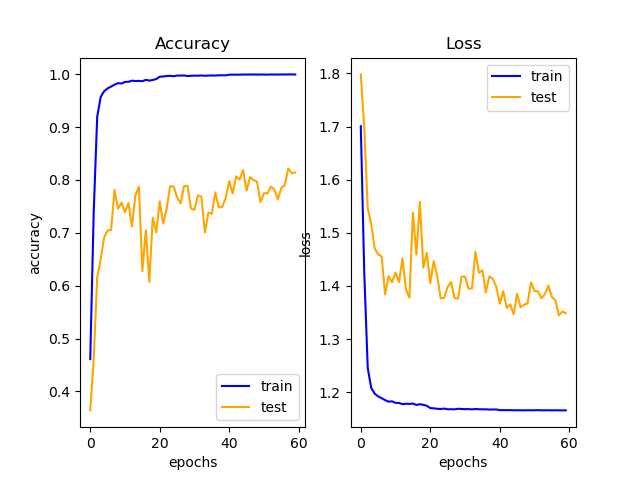 Accuracy
1.0
0.9
0.8
0.7
0.6
0.5
0.4
accuracy
0 20 40 60
epochs
train
test
Loss
1.8
1.7
1.6
1.5
1.4
1.3
1.2
loss
0 20 40 60
epochs
train
test